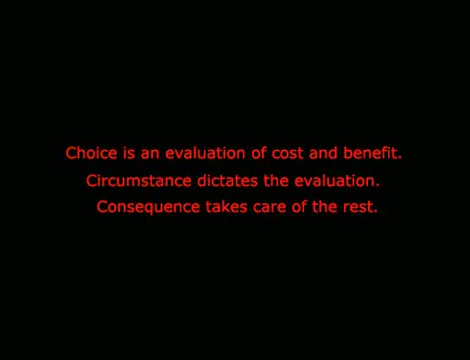 Choice is an evaluation of cost and benefit.
Circumstance dictates the evaluation.
Consequence takes care of the rest.